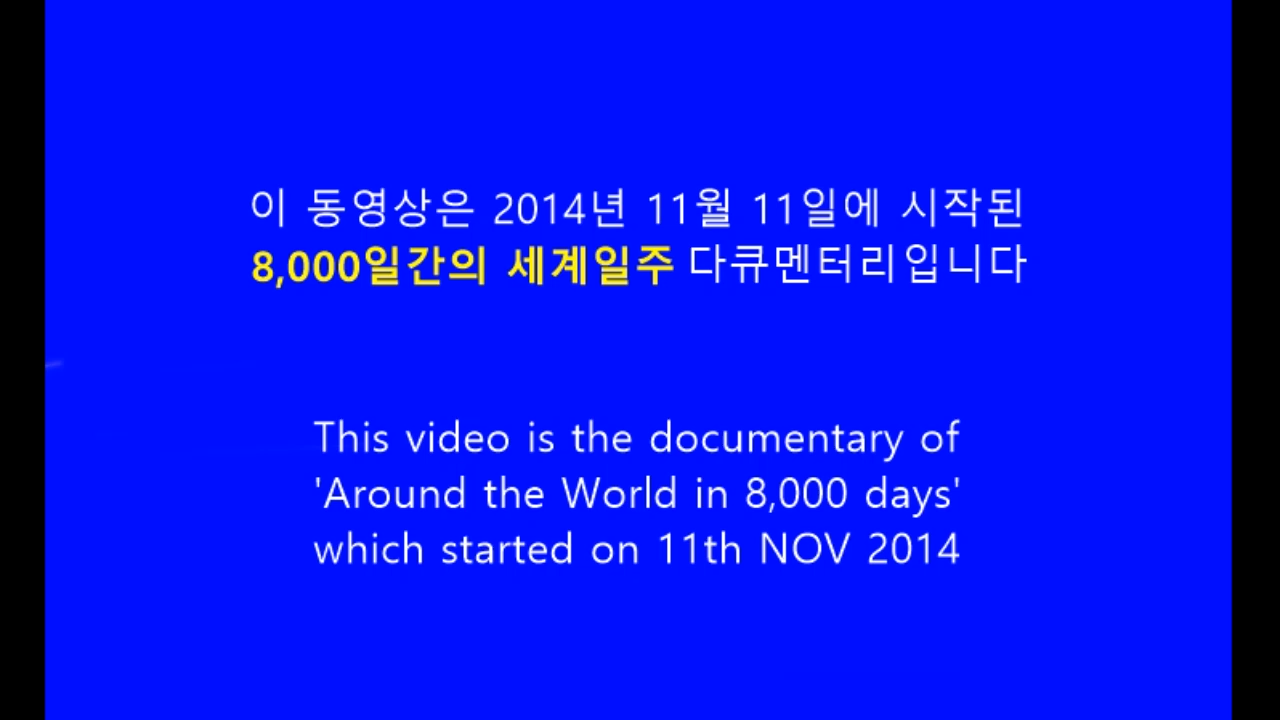 이 동영상은 2014년 11월 11일에 시작된
8,000일간의 세계일주 다큐멘터리입니다
This video is the documentary of
'Around the World in 8,000 days'
which started on 11th NOV 2014